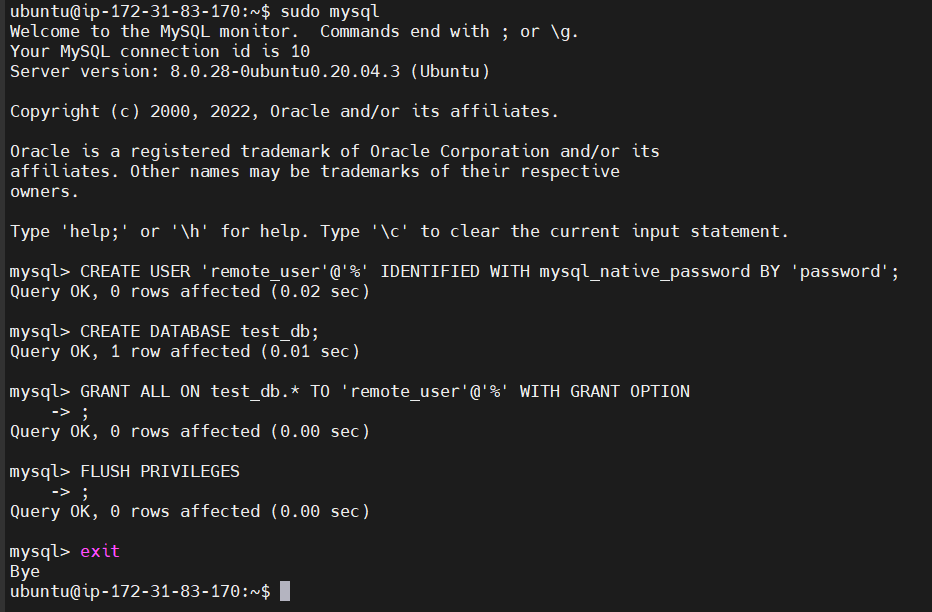 ubuntu@ip-172-31-83-170:~$ sudo mysql
Welcome to the MySQL monitor.  Commands end with ; or \g.
Your MySQL connection id is 10
Server version: 8.0.28-0ubuntu0.20.04.3 (Ubuntu)

Copyright (c) 2000, 2022, Oracle and/or its affiliates.

Oracle is a registered trademark of Oracle Corporation and/or its
affiliates. Other names may be trademarks of their respective
owners.

Type 'help;' or '\h' for help. Type '\c' to clear the current input statement.

mysql> CREATE USER 'remote_user'@'%' IDENTIFIED WITH mysql_native_password BY 'password';
Query OK, 0 rows affected (0.02 sec)

mysql> CREATE DATABASE test_db;
Query OK, 1 row affected (0.01 sec)

mysql> GRANT ALL ON test_db.* TO 'remote_user'@'%' WITH GRANT OPTION
    -> ;
Query OK, 0 rows affected (0.00 sec)

mysql> FLUSH PRIVILEGES
    -> ;
Query OK, 0 rows affected (0.00 sec)

mysql> exit
Bye
ubuntu@ip-172-31-83-170:~$